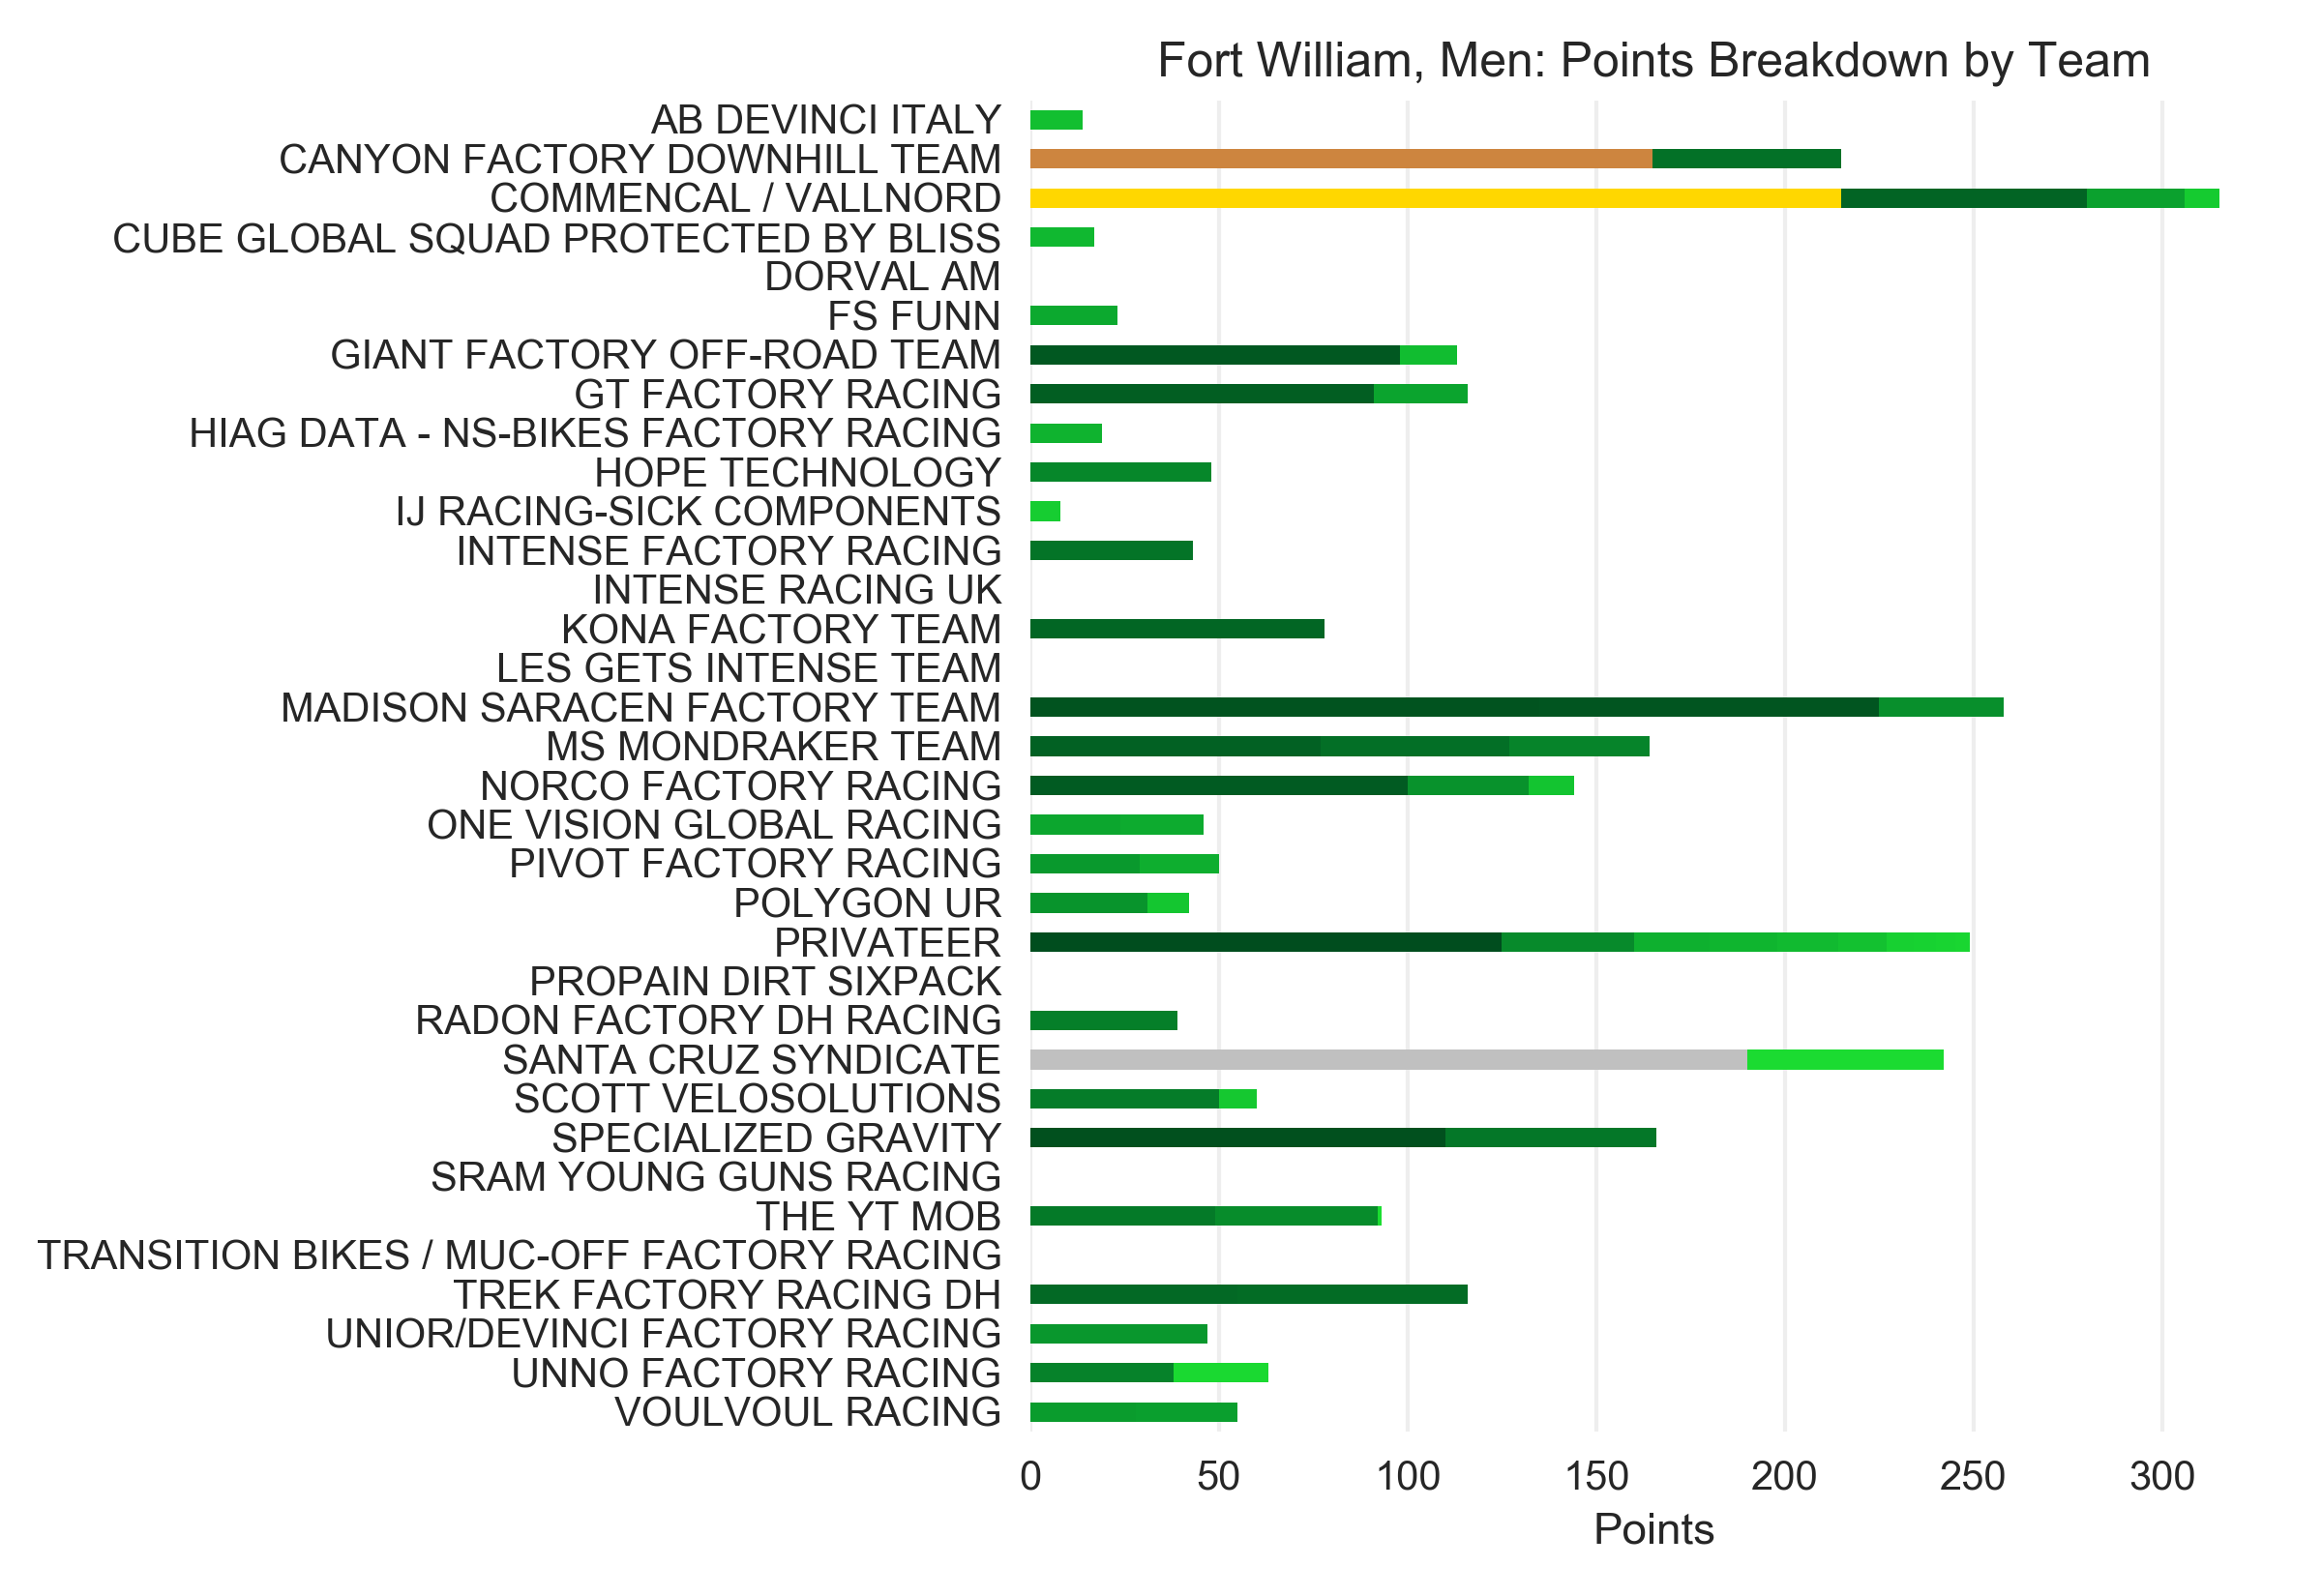 Fort William, Men: Points Breakdown by Team
AB DEVINCI ITALY
CANYON FACTORY DOWNHILL TEAM
COMMENCAL / VALLNORD
CUBE GLOBAL SQUAD PROTECTED BY BLISS
DORVAL AM
FS FUNN
GIANT FACTORY OFF-ROAD TEAM
GT FACTORY RACING
HIAG DATA - NS-BIKES FACTORY RACING
HOPE TECHNOLOGY
IJ RACING-SICK COMPONENTS
INTENSE FACTORY RACING
INTENSE RACING UK
KONA FACTORY TEAM
LES GETS INTENSE TEAM
MADISON SARACEN FACTORY TEAM
MS MONDRAKER TEAM
NORCO FACTORY RACING
ONE VISION GLOBAL RACING
PIVOT FACTORY RACING
POLYGON UR
PRIVATEER
PROPAIN DIRT SIXPACK
RADON FACTORY DH RACING
SANTA CRUZ SYNDICATE
SCOTT VELOSOLUTIONS
SPECIALIZED GRAVITY
SRAM YOUNG GUNS RACING
THE YT MOB
TRANSITION BIKES / MUC-OFF FACTORY RACING
TREK FACTORY RACING DH
UNIOR/DEVINCI FACTORY RACING
UNNO FACTORY RACING
VOULVOUL RACING
0 50 100 150 200 250 300
Points